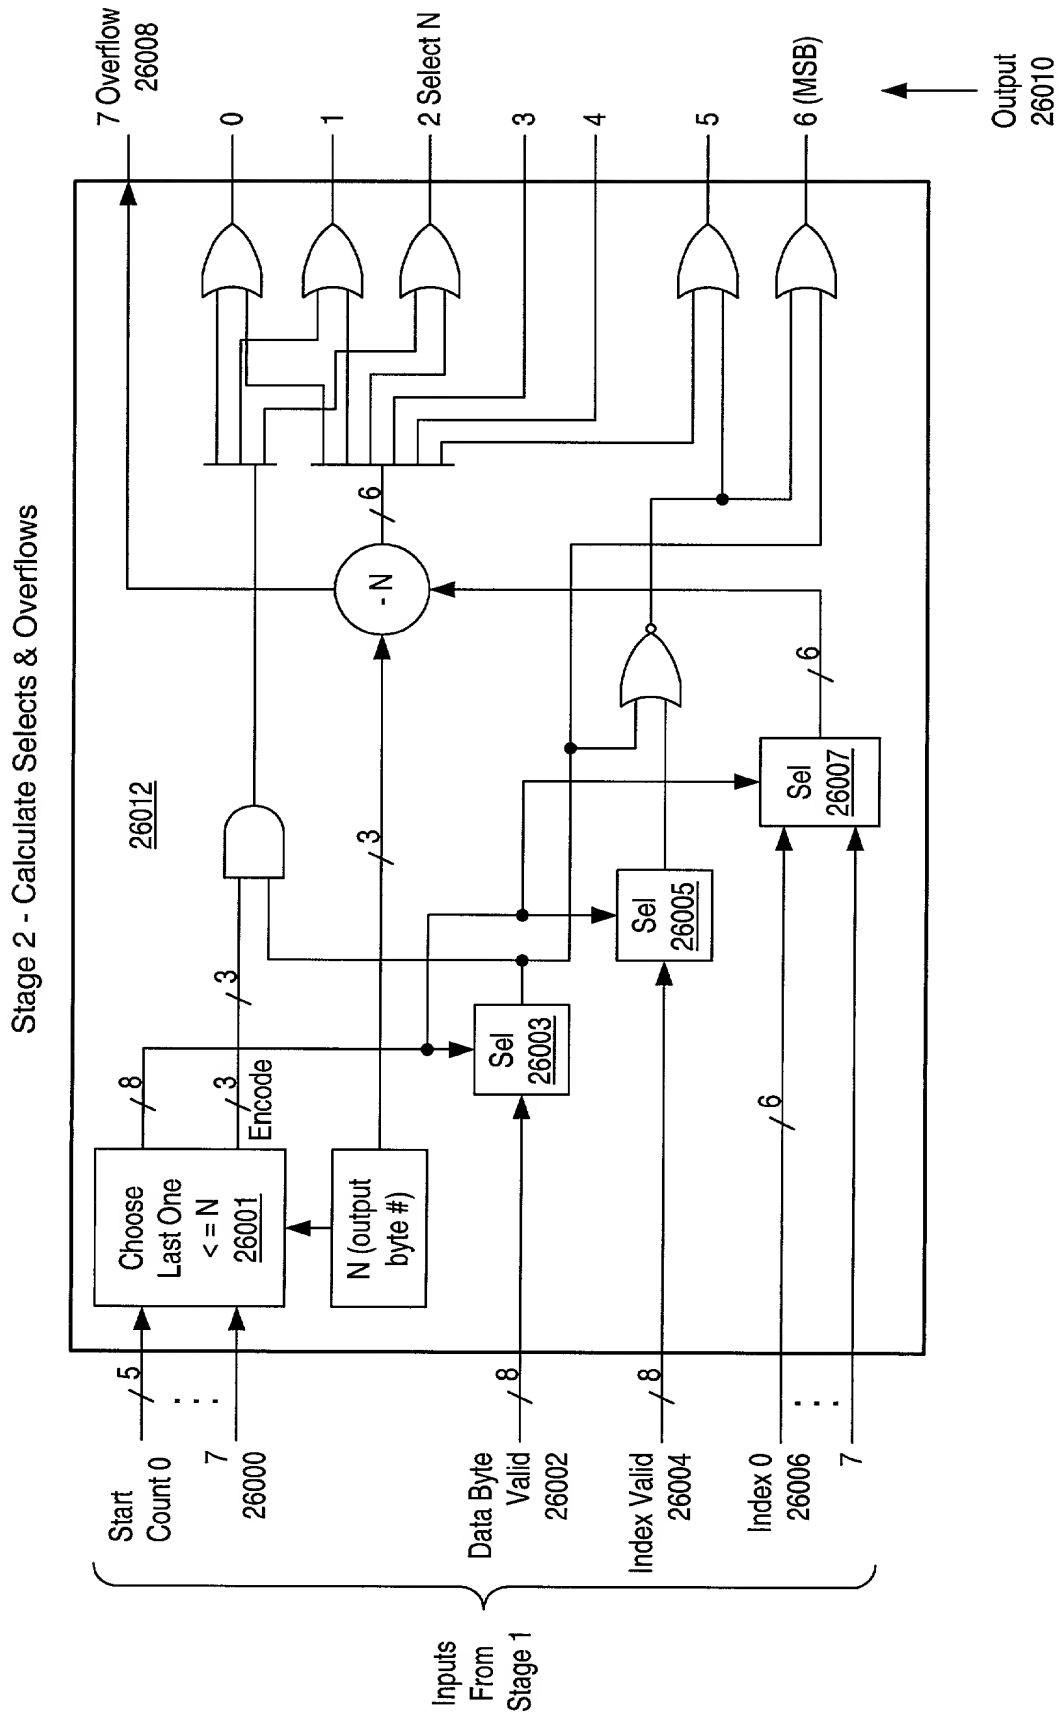 Stage 2 - Calculate Selects & Overflows
Inputs
From
Stage 1
Start
Count 0
7
26000
5
. . .
Data Byte
Valid
26002
8
Index Valid
26004
8
Index 0
26006
7
. . .
6
Choose
Last One
< = N
26001
8
3
Encode
3
N (output
byte #)
3
Sel
26003
Sel
26005
Sel
26007
6
26012
- N
6
7 Overflow
26008
0
1
2 Select N
3
4
5
6 (MSB)
Output
26010